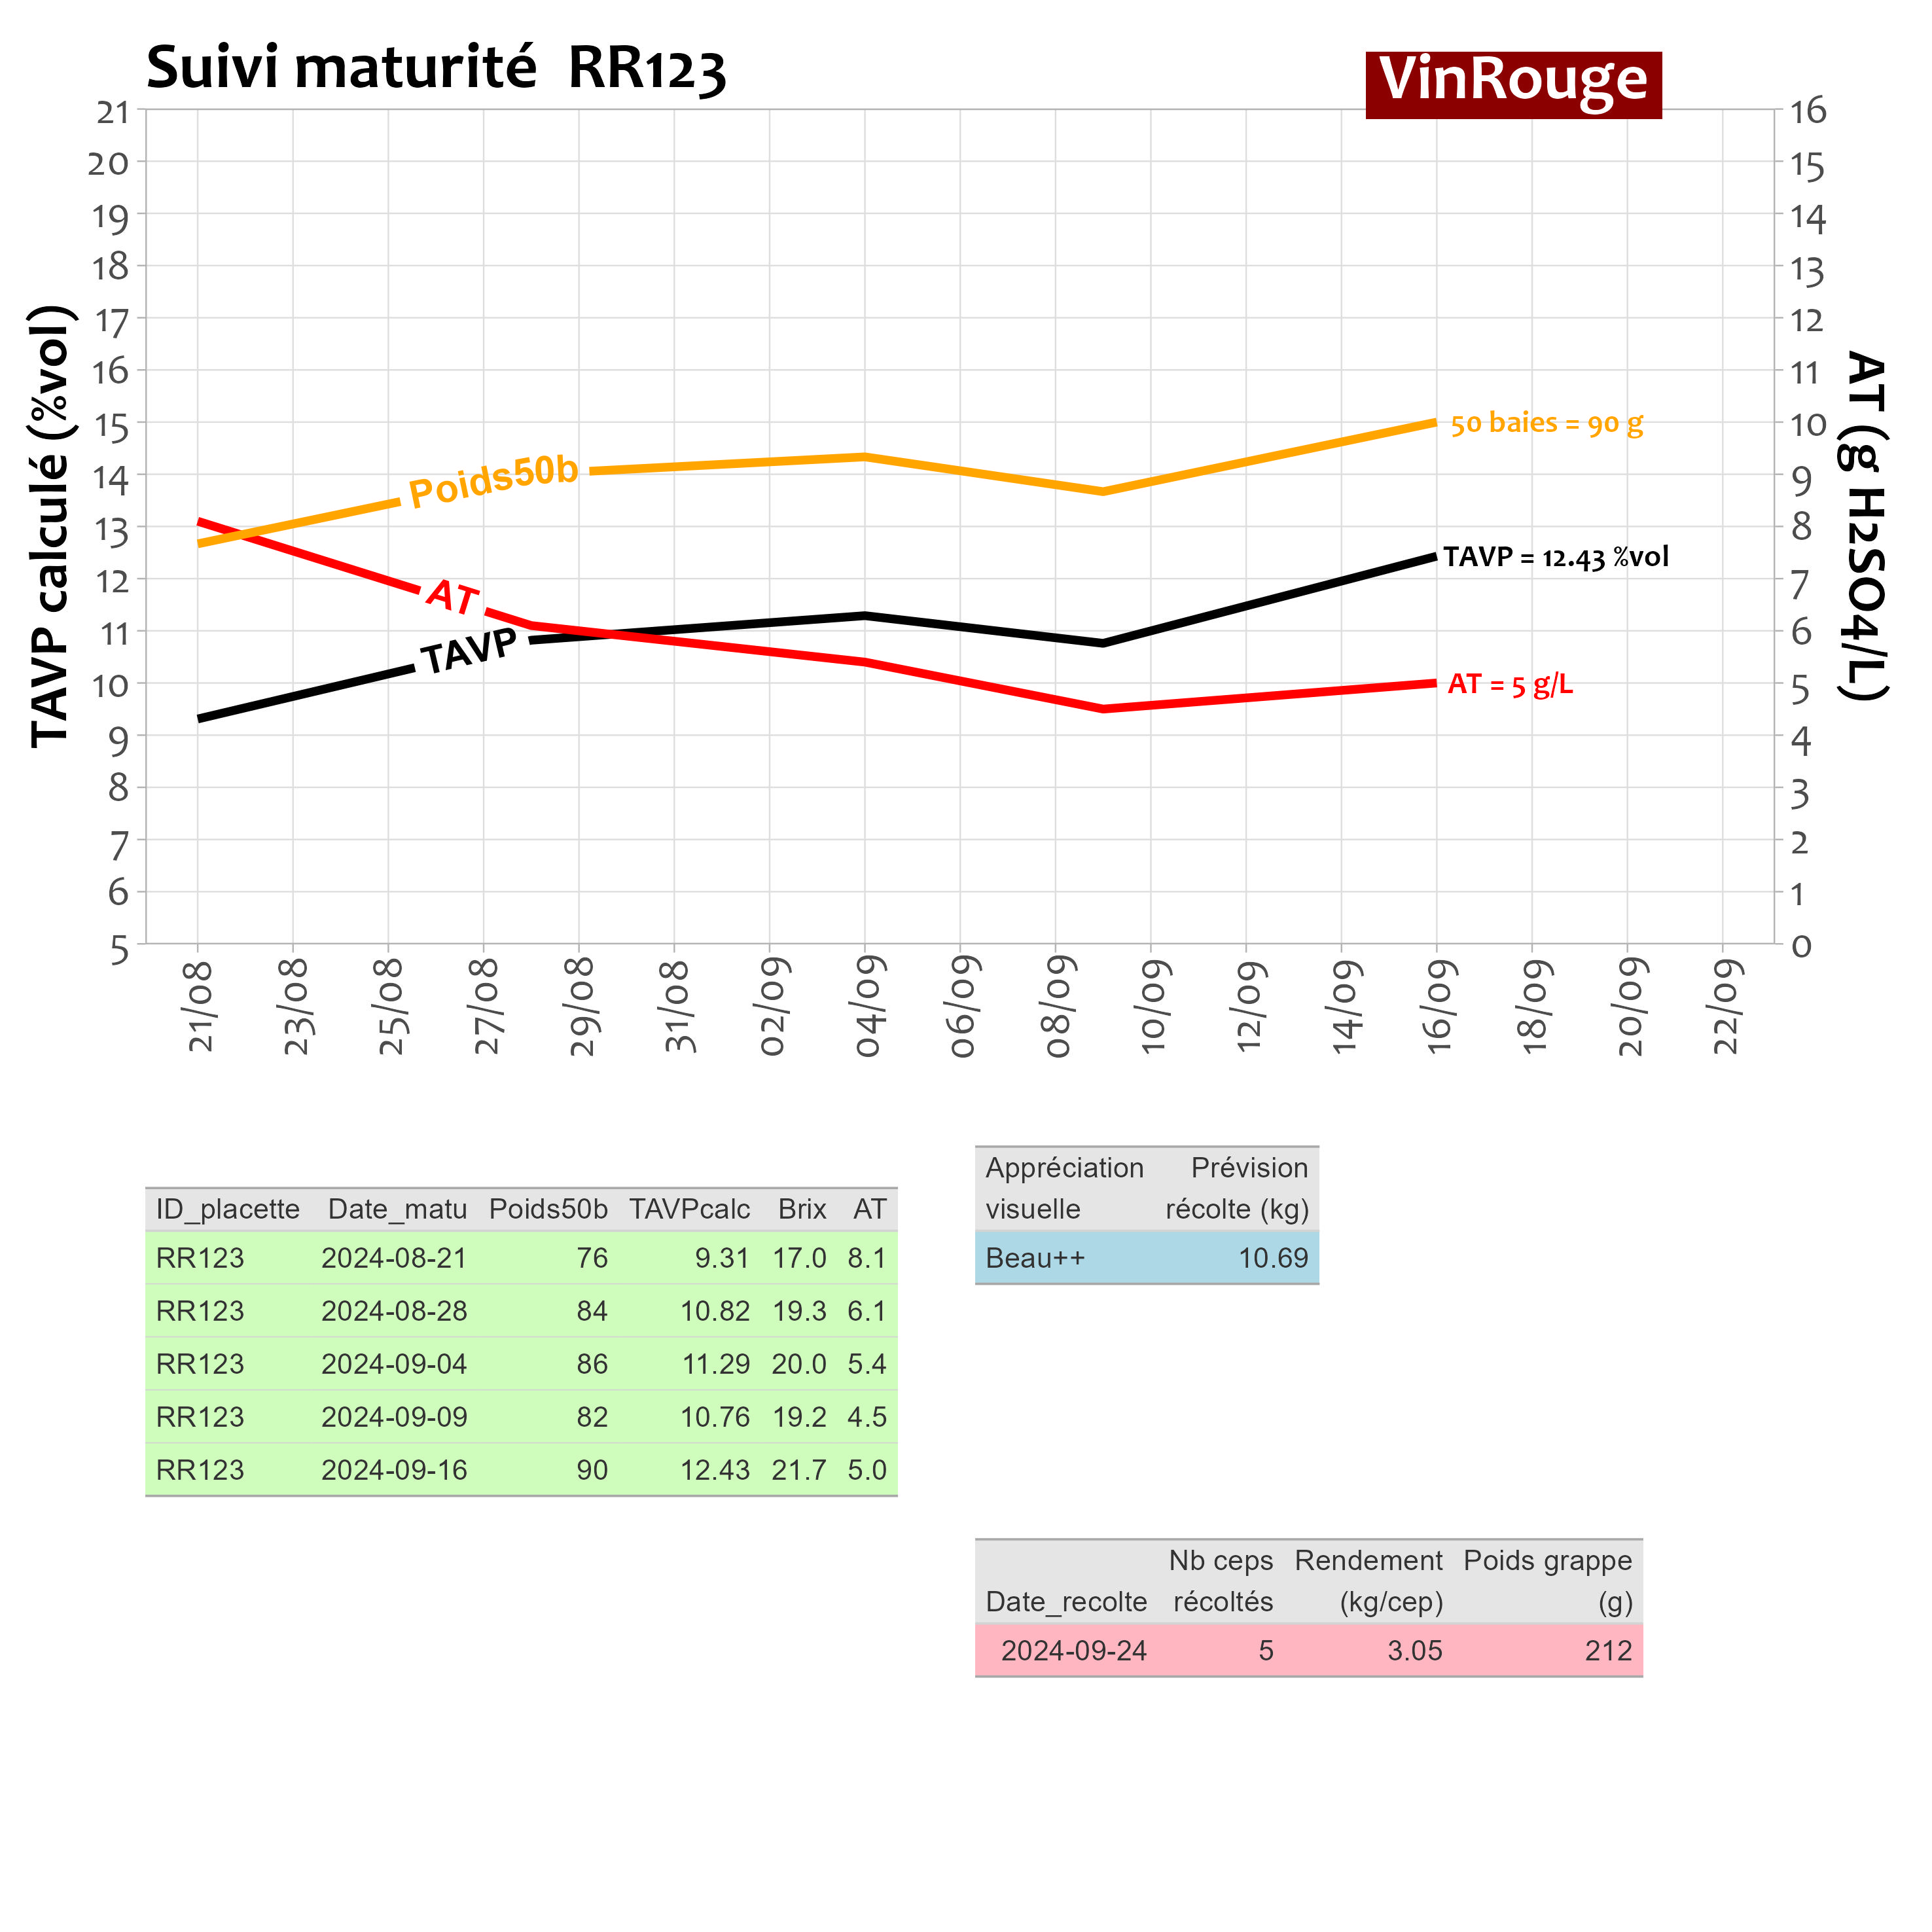 Suivi maturité RR123
VinRouge
TAVP calculé (%vol)
21
20
19
18
17
16
15
14
13
12
11
10
9
8
7
6
5
16
15
14
13
12
11
10
9
8
7
6
5
4
3
2
1
0
AT (g H2SO4/L)
Poids50b
AT
TAVP
50 baies = 90 g
TAVP = 12.43 %vol
AT = 5 g/L
21/08
23/08
25/08
27/08
29/08
31/08
02/09
04/09
06/09
08/09
10/09
12/09
14/09
16/09
18/09
20/09
22/09
ID_placette Date_matu Poids50b TAVPcalc Brix AT
RR123 2024-08-21 76 9.31 17.0 8.1
RR123 2024-08-28 84 10.82 19.3 6.1
RR123 2024-09-04 86 11.29 20.0 5.4
RR123 2024-09-09 82 10.76 19.2 4.5
RR123 2024-09-16 90 12.43 21.7 5.0
Appréciation Prévision
visuelle récolte (kg)
Beau++ 10.69
Nb ceps Rendement Poids grappe
Date_recolte récoltés (kg/cep) (g)
2024-09-24 5 3.05 212